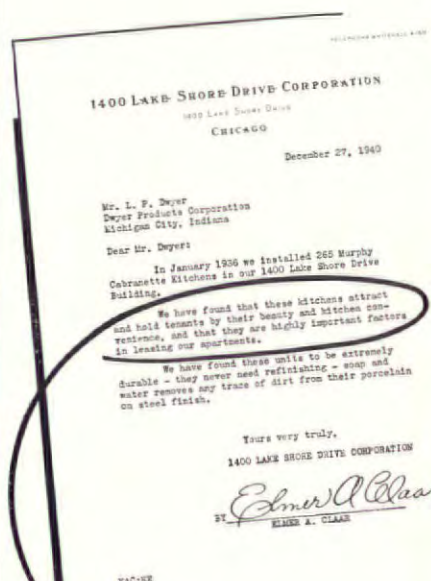 1400 LAKE SHORE DRIVE CORPORATION
1400 LAKE SHORE DRIVE
CHICAGO
December 27, 1940
Mr. L. P. Dwyer
Dwyer Products Corporation
Michigan City, Indiana
Dear Mr. Dwyer:
In January 1936 we installed 265 Murphy
Cabranette Kitchens in our 1400 Lake Shore Drive
Building.
We have found that these kitchens attract
and hold tenants by their beauty and kitchen con-
venience, and that they are highly important factors
in leasing our apartments.
We have found these units to be extremely
durable - they never need refinishing - soap and
water removes any trace of dirt from their porcelain
on steel finish.
Yours very truly,
1400 LAKE SHORE DRIVE CORPORATION
Elmer A Claar
BY
ELMER A. CLAAR